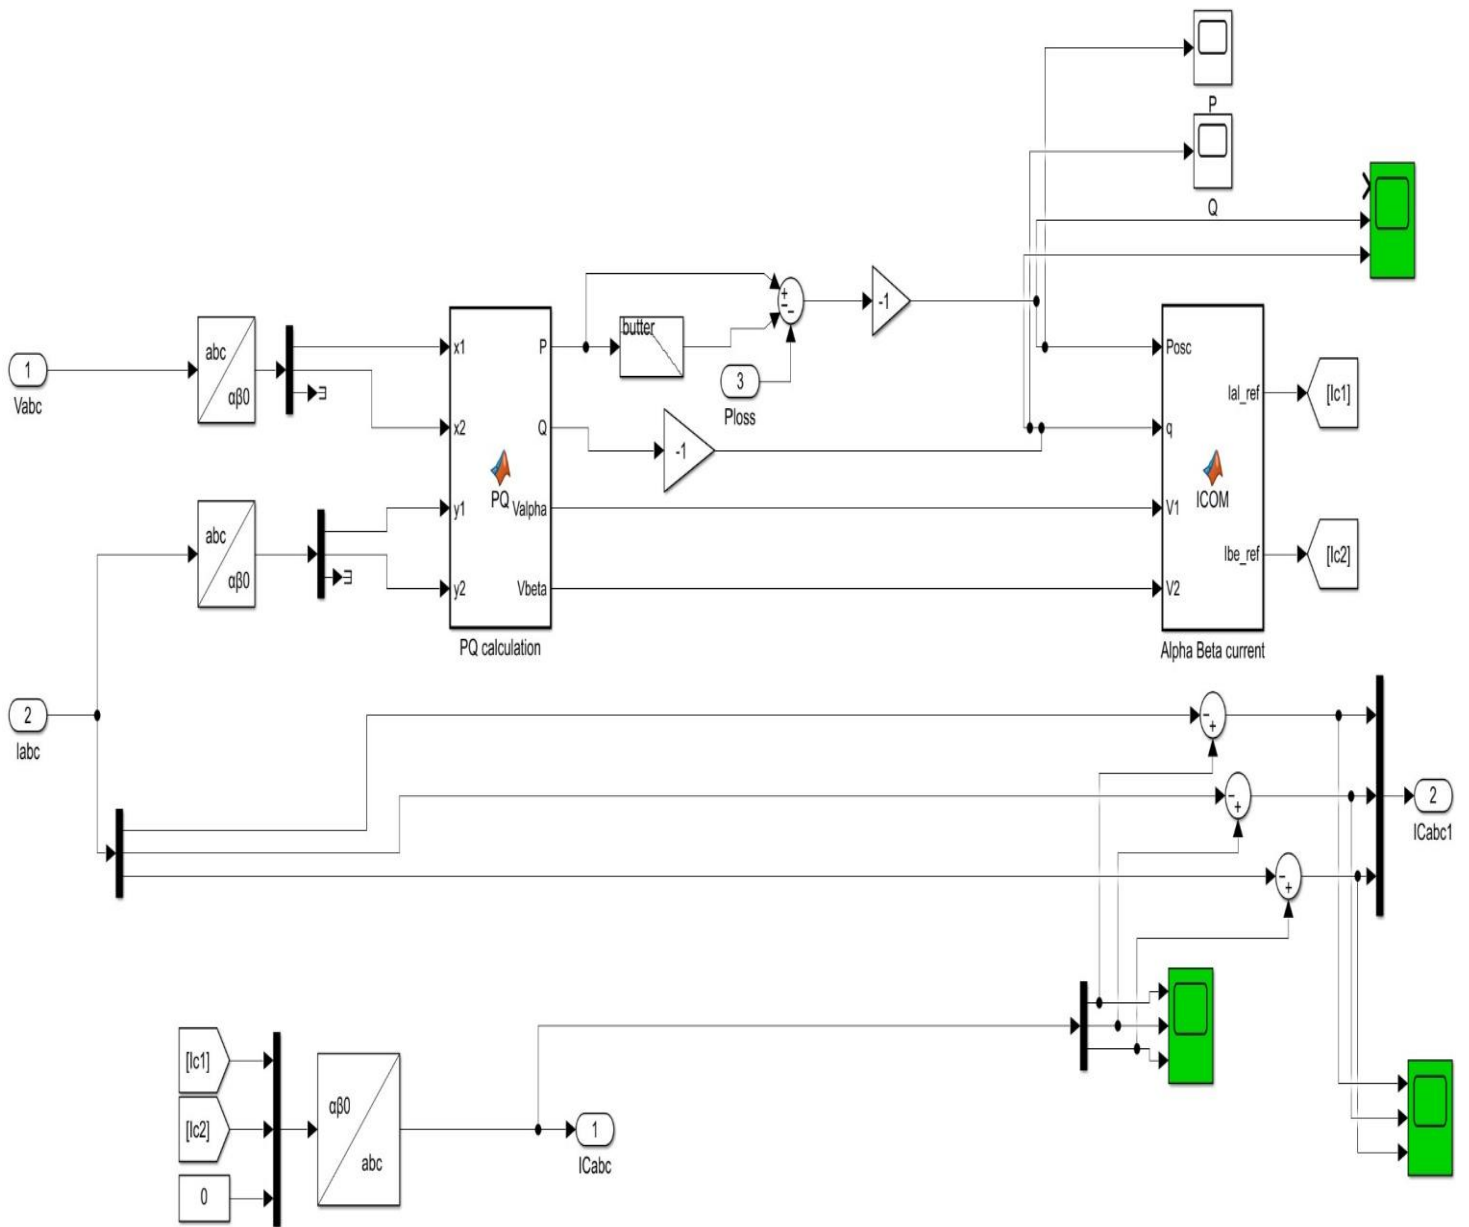 P
Q
1
Vabc
abc
αβ0
x1
x2
y1
y2
PQ
P
Q
Valpha
Vbeta
PQ calculation
butter
+
-
-
3
Ploss
-1
-1
Posc
q
V1
V2
ICOM
Ial_ref
Ibe_ref
Alpha Beta current
[Ic1]
[Ic2]
abc
αβ0
2
Iabc
-
+
-
+
-
+
2
ICabc1
[Ic1]
[Ic2]
0
αβ0
abc
1
ICabc